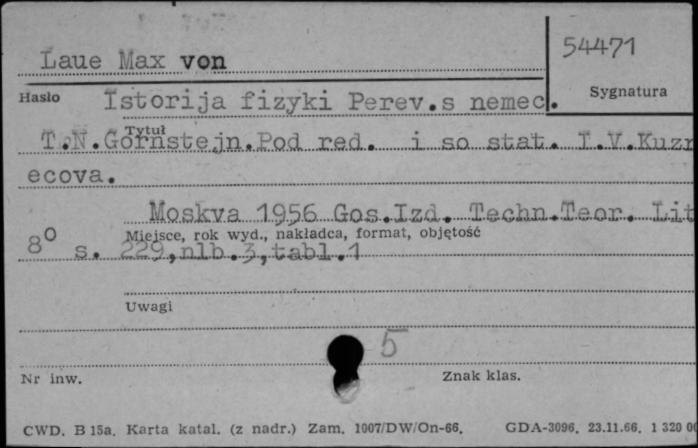 54471
Laue Max von
Hasło Istorija fizyki Perev.s nemec. Sygnatura
Tytuł
T.N.Gornstejn.Pod red. i so stat. I.V.Kuzn
ecova.
Moskva 1956 Gos.Izd. Techn.Teor. Lit
Miejsce, rok wyd., nakładca, format, objętość
8° s. 229,nlb.3,tabl.1
Uwagi
5
Nr inw. Znak klas.
CWD. B 15a. Karta katal. (z nadr.) Zam. 1007/DW/On-66. GDA-3096. 23.11.66. 1 320 0